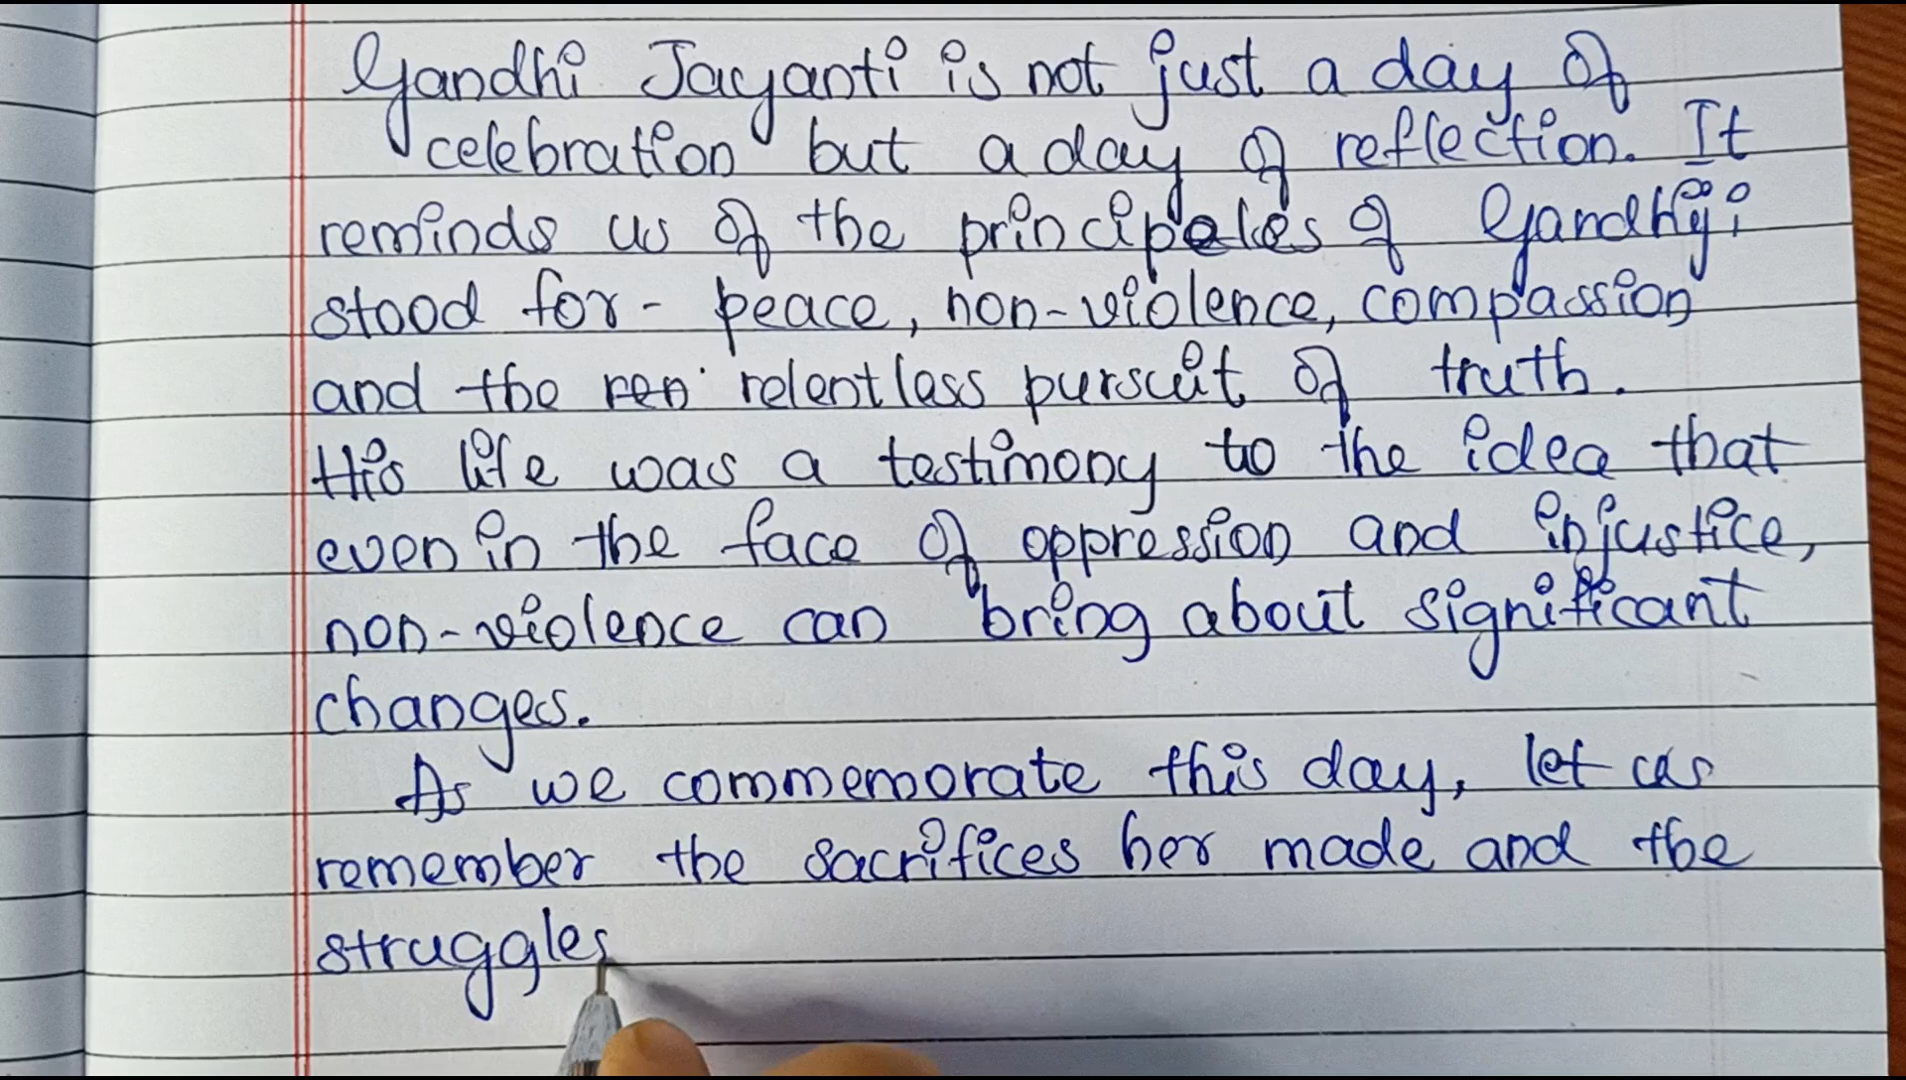 Gandhi Jayanti is not just a day of
celebration but a day of reflection. It
reminds us of the principeles of Gandhiji
stood for- peace, non-violence, compassion
and the ren relentless pursuit of truth.
His life was a testimony to the idea that
even in the face of oppression and injustice,
non-violence can bring about significant
changes.
As we commemorate this day, let us
remember the sacrifices her made and the
struggles